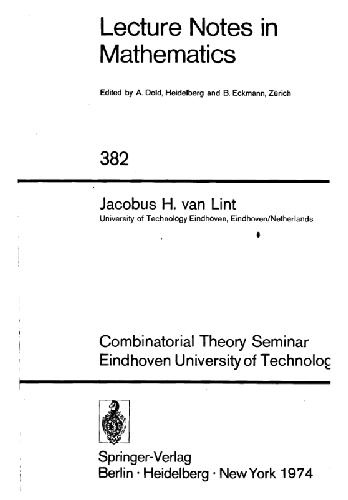 Lecture Notes in
Mathematics
Edited by A. Dold, Heidelberg and B. Eckmann, Zürich
382
Jacobus H. van Lint
University of Technology Eindhoven, Eindhoven/Netherlands
Combinatorial Theory Seminar
Eindhoven University of Technolog
Springer-Verlag
Berlin · Heidelberg · New York 1974